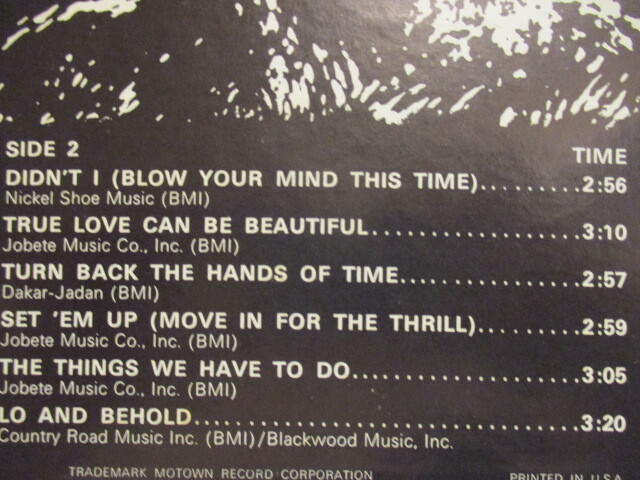 SIDE 2 TIME
DIDN'T I (BLOW YOUR MIND THIS TIME).........2:56
Nickel Shoe Music (BMI)
TRUE LOVE CAN BE BEAUTIFUL....................3:10
Jobete Music Co., Inc. (BMI)
TURN BACK THE HANDS OF TIME.................2:57
Dakar-Jadan (BMI)
SET 'EM UP (MOVE IN FOR THE THRILL).........2:59
Jobete Music Co., Inc. (BMI)
THE THINGS WE HAVE TO DO......................3:05
Jobete Music Co., Inc. (BMI)
LO AND BEHOLD.....................................3:20
Country Road Music Inc. (BMI)/Blackwood Music, Inc.
TRADEMARK MOTOWN RECORD CORPORATION PRINTED IN U.S.A.